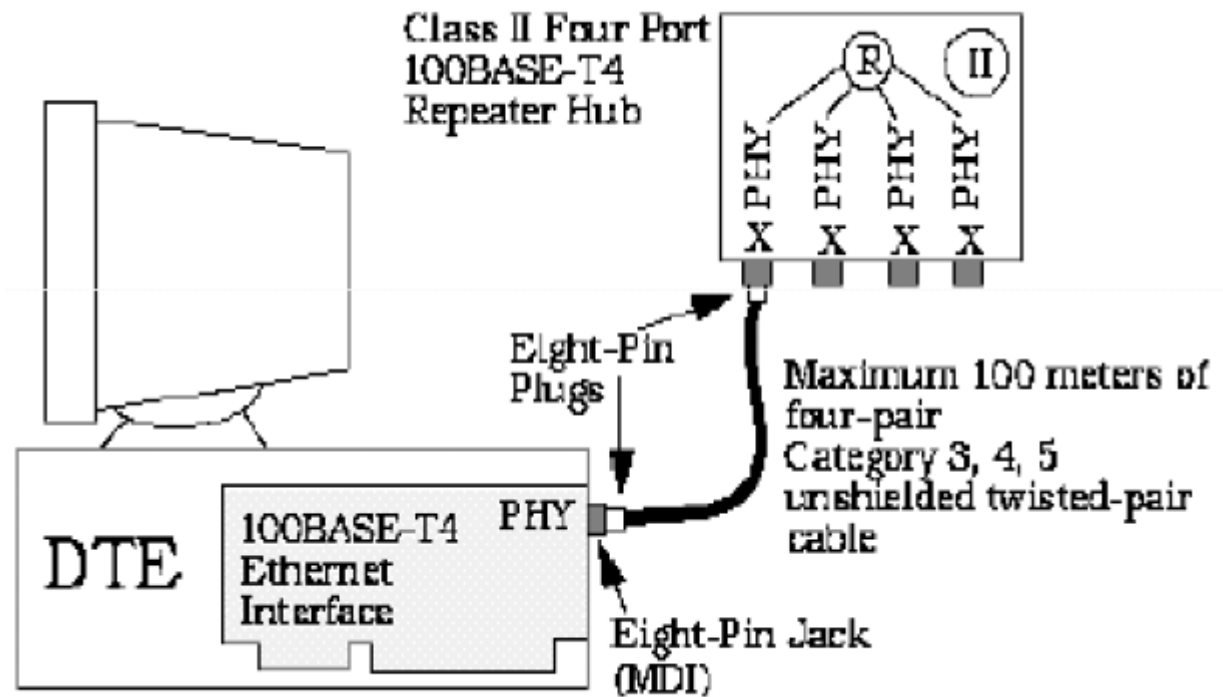 Class II Four Port
100BASE-T4
Repeater Hub
R
II
PHY PHY PHY PHY
X X X X
Eight-Pin
Plugs
Maximum 100 meters of
four-pair
Category 3, 4, 5
unshielded twisted-pair
cable
DTE
100BASE-T4
Ethernet
Interface
PHY
Eight-Pin Jack
(MDI)